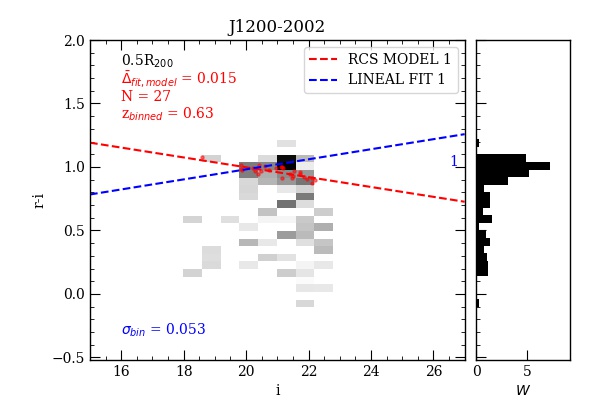 J1200-2002
0.5R200
Δ̄fit,model = 0.015
N = 27
zbinned = 0.63
RCS MODEL 1
LINEAL FIT 1
1
σbin = 0.053
2.0
1.5
1.0
0.5
0.0
−0.5
r-i
16
18
20
22
24
26
i
0
5
W